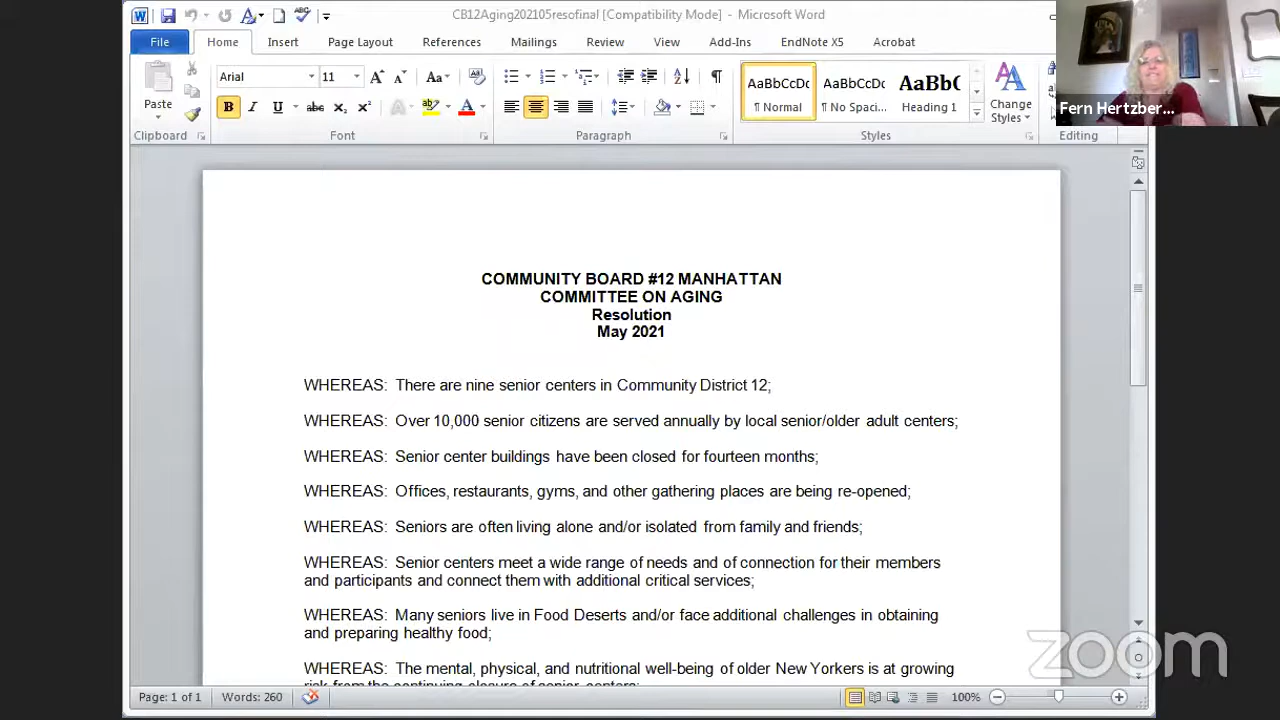 CB12Aging202105resofinal [Compatibility Mode] - Microsoft Word
File Home Insert Page Layout References Mailings Review View Add-Ins EndNote X5 Acrobat
Paste
Arial 11
AaBbCcDc AaBbCcDc AaBbC
¶ Normal ¶ No Spaci... Heading 1
Change Styles
Fern Hertzber...
Clipboard Font Paragraph Styles Editing
COMMUNITY BOARD #12 MANHATTAN
COMMITTEE ON AGING
Resolution
May 2021
WHEREAS: There are nine senior centers in Community District 12;
WHEREAS: Over 10,000 senior citizens are served annually by local senior/older adult centers;
WHEREAS: Senior center buildings have been closed for fourteen months;
WHEREAS: Offices, restaurants, gyms, and other gathering places are being re-opened;
WHEREAS: Seniors are often living alone and/or isolated from family and friends;
WHEREAS: Senior centers meet a wide range of needs and of connection for their members
and participants and connect them with additional critical services;
WHEREAS: Many seniors live in Food Deserts and/or face additional challenges in obtaining
and preparing healthy food;
WHEREAS: The mental, physical, and nutritional well-being of older New Yorkers is at growing
risk from the continuing closure of senior centers;
zoom
Page: 1 of 1 Words: 260 100%